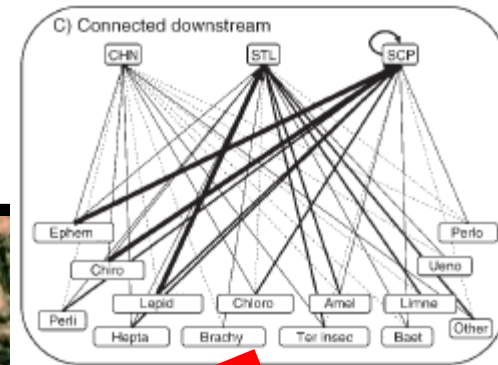 C) Connected downstream
CHN STL SCP
Ephem Perlo
Chiro Ueno
Lepid Chloro Amel Limne
Perli Other
Hepta Brachy Ter Insec Baet